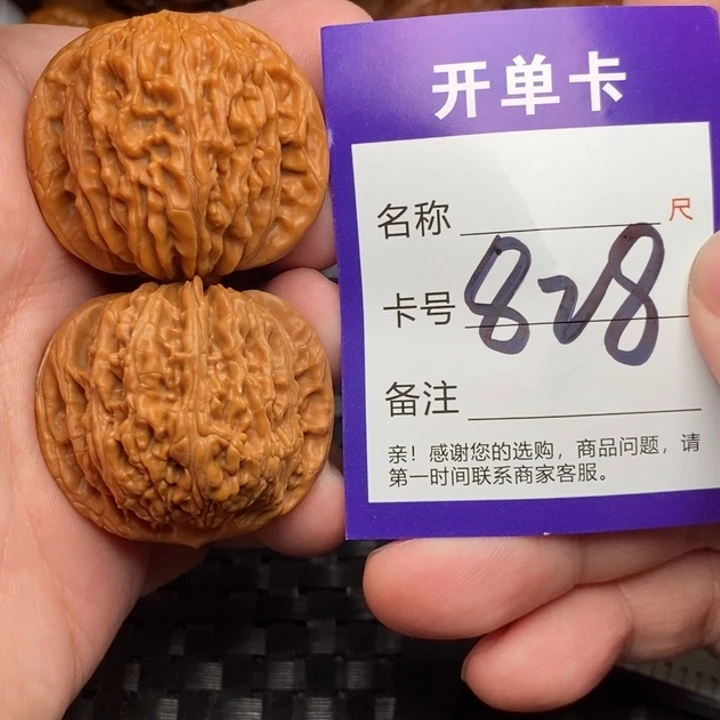 开单卡
名称 尺
卡号 828
备注
亲！感谢您的选购，商品问题，请
第一时间联系商家客服。